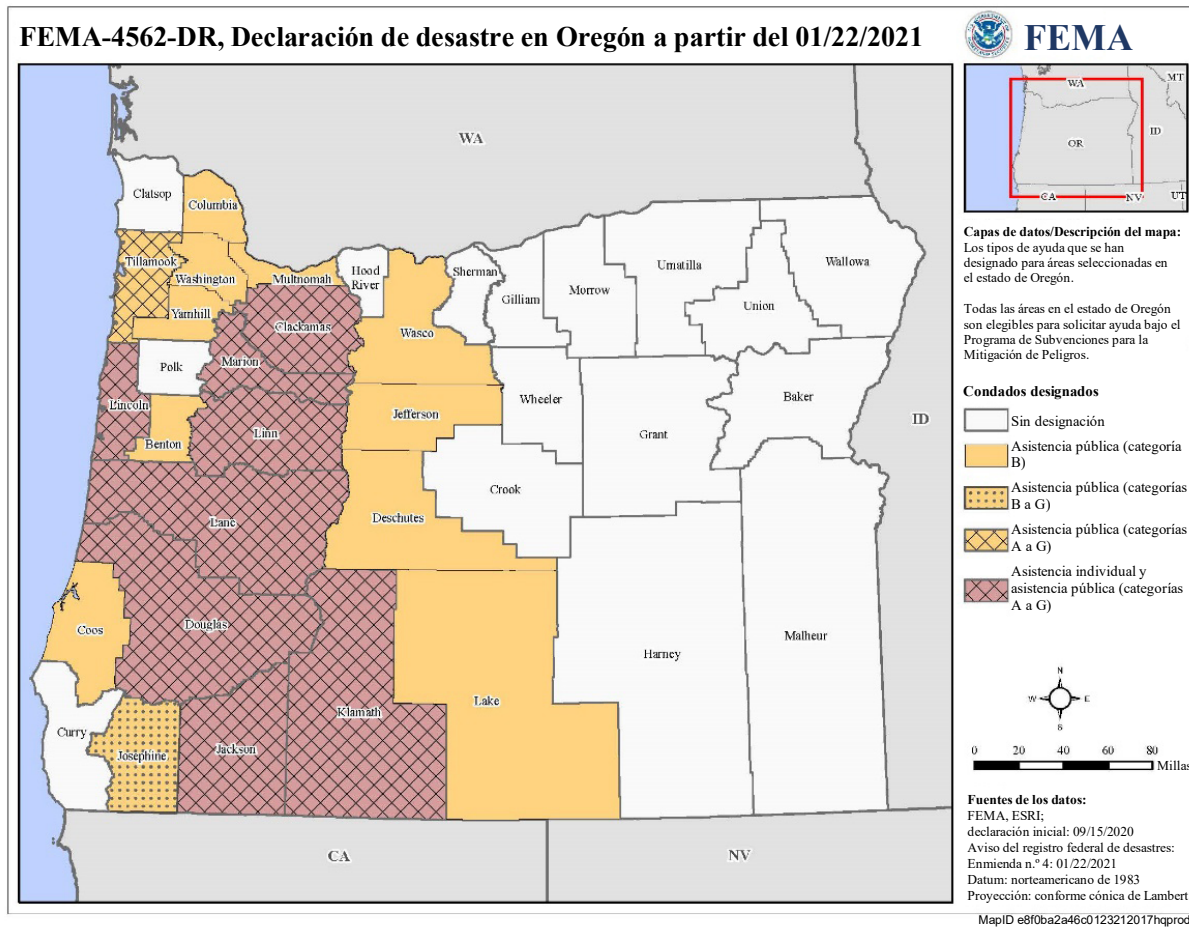 FEMA-4562-DR, Declaración de desastre en Oregón a partir del 01/22/2021
FEMA
WA
MT
OR
ID
CA
NV
UT
WA
Clatsop
Columbia
Tillamook
Washington
Multnomah
Hood
River
Sherman
Gilliam
Morrow
Umatilla
Wallowa
Union
Yamhill
Clackamas
Wasco
Polk
Marion
Wheeler
Baker
Lincoln
Jefferson
Grant
ID
Benton
Linn
Crook
Lane
Deschutes
Coos
Douglas
Harney
Malheur
Lake
Klamath
Curry
Josephine
Jackson
CA
NV
Capas de datos/Descripción del mapa:
Los tipos de ayuda que se han
designado para áreas seleccionadas en
el estado de Oregón.
Todas las áreas en el estado de Oregón
son elegibles para solicitar ayuda bajo el
Programa de Subvenciones para la
Mitigación de Peligros.
Condados designados
Sin designación
Asistencia pública (categoría
B)
Asistencia pública (categorías
B a G)
Asistencia pública (categorías
A a G)
Asistencia individual y
asistencia pública (categorías
A a G)
N
W E
S
0 20 40 60 80
Millas
Fuentes de los datos:
FEMA, ESRI;
declaración inicial: 09/15/2020
Aviso del registro federal de desastres:
Enmienda n.º 4: 01/22/2021
Datum: norteamericano de 1983
Proyección: conforme cónica de Lambert
MapID e8f0ba2a46c0123212017hqprod